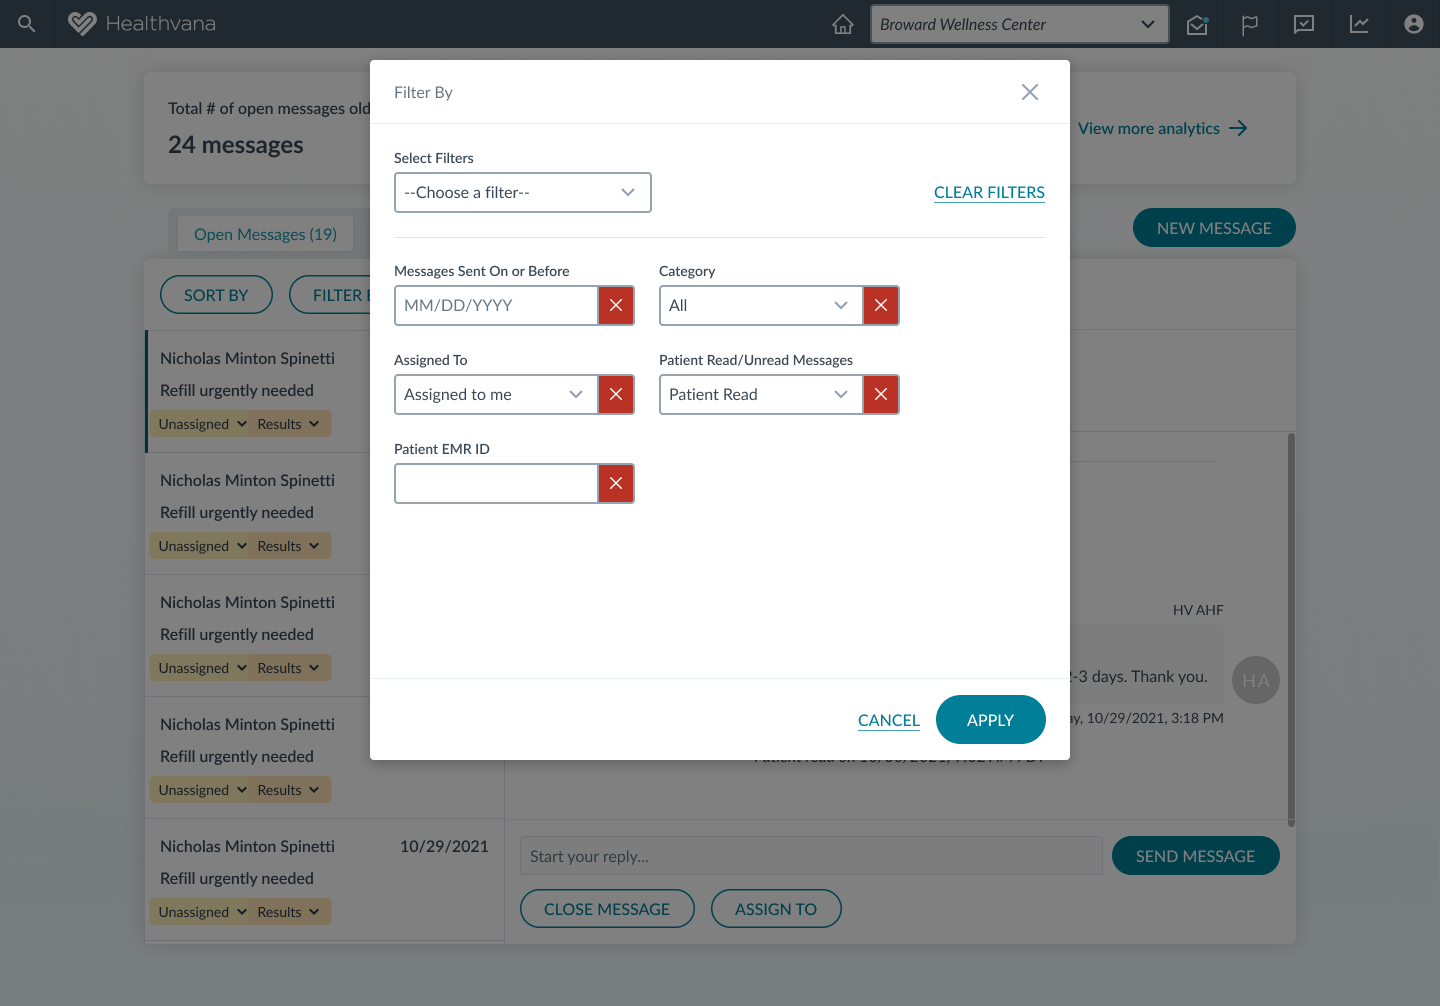 Healthvana
Broward Wellness Center
Filter By
Total # of open messages old
24 messages
View more analytics
Select Filters
--Choose a filter--
CLEAR FILTERS
Open Messages (19)
NEW MESSAGE
SORT BY
FILTER
Messages Sent On or Before
Category
MM/DD/YYYY
All
Assigned To
Patient Read/Unread Messages
Assigned to me
Patient Read
Patient EMR ID
Nicholas Minton Spinetti
Refill urgently needed
Unassigned
Results
Nicholas Minton Spinetti
Refill urgently needed
Unassigned
Results
Nicholas Minton Spinetti
Refill urgently needed
Unassigned
Results
Nicholas Minton Spinetti
Refill urgently needed
Unassigned
Results
Nicholas Minton Spinetti
10/29/2021
Refill urgently needed
Unassigned
Results
HV AHF
2-3 days. Thank you.
HA
ay, 10/29/2021, 3:18 PM
CANCEL
APPLY
Start your reply...
SEND MESSAGE
CLOSE MESSAGE
ASSIGN TO